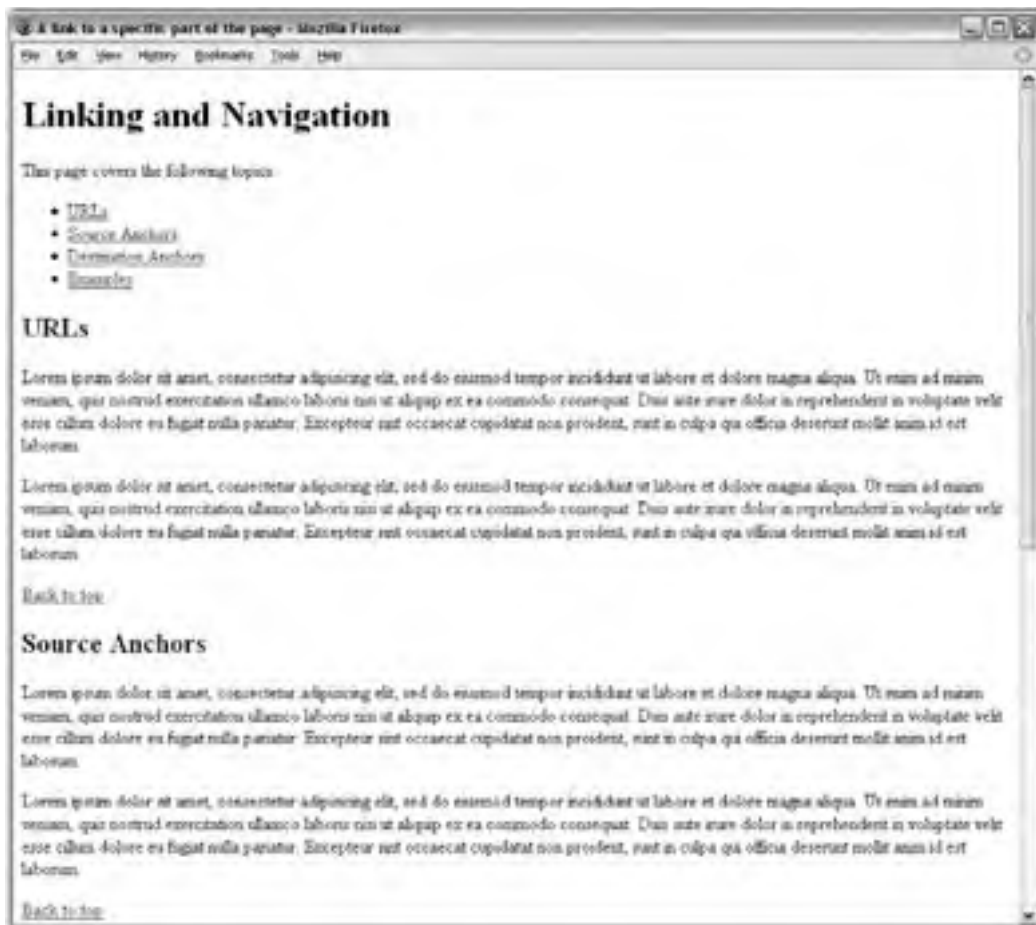 A link to a specific part of the page - Mozilla Firefox
File Edit View History Bookmarks Tools Help
Linking and Navigation
This page covers the following topics
• URLs
• Source Anchors
• Destination Anchors
• Examples
URLs
Lorem ipsum dolor sit amet, consectetur adipisicing elit, sed do eiusmod tempor incididunt ut labore et dolore magna aliqua. Ut enim ad minim
veniam, quis nostrud exercitation ullamco laboris nisi ut aliquip ex ea commodo consequat. Duis aute irure dolor in reprehenderit in voluptate velit
esse cillum dolore eu fugiat nulla pariatur. Excepteur sint occaecat cupidatat non proident, sunt in culpa qui officia deserunt mollit anim id est
laborum.
Lorem ipsum dolor sit amet, consectetur adipisicing elit, sed do eiusmod tempor incididunt ut labore et dolore magna aliqua. Ut enim ad minim
veniam, quis nostrud exercitation ullamco laboris nisi ut aliquip ex ea commodo consequat. Duis aute irure dolor in reprehenderit in voluptate velit
esse cillum dolore eu fugiat nulla pariatur. Excepteur sint occaecat cupidatat non proident, sunt in culpa qui officia deserunt mollit anim id est
laborum.
Back to top
Source Anchors
Lorem ipsum dolor sit amet, consectetur adipisicing elit, sed do eiusmod tempor incididunt ut labore et dolore magna aliqua. Ut enim ad minim
veniam, quis nostrud exercitation ullamco laboris nisi ut aliquip ex ea commodo consequat. Duis aute irure dolor in reprehenderit in voluptate velit
esse cillum dolore eu fugiat nulla pariatur. Excepteur sint occaecat cupidatat non proident, sunt in culpa qui officia deserunt mollit anim id est
laborum.
Lorem ipsum dolor sit amet, consectetur adipisicing elit, sed do eiusmod tempor incididunt ut labore et dolore magna aliqua. Ut enim ad minim
veniam, quis nostrud exercitation ullamco laboris nisi ut aliquip ex ea commodo consequat. Duis aute irure dolor in reprehenderit in voluptate velit
esse cillum dolore eu fugiat nulla pariatur. Excepteur sint occaecat cupidatat non proident, sunt in culpa qui officia deserunt mollit anim id est
laborum.
Back to top